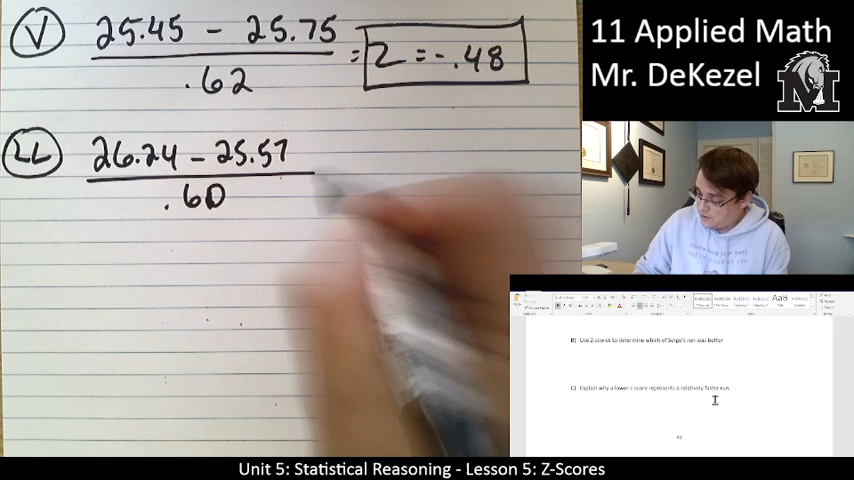 V 25.45 - 25.75
.62
= Z = -.48
LL 26.24 - 25.57
.60
11 Applied Math
Mr. DeKezel
M
B) Use Z-scores to determine which of Serge's run was better
C) Explain why a lower z-score represents a relatively faster run.
Unit 5: Statistical Reasoning - Lesson 5: Z-Scores